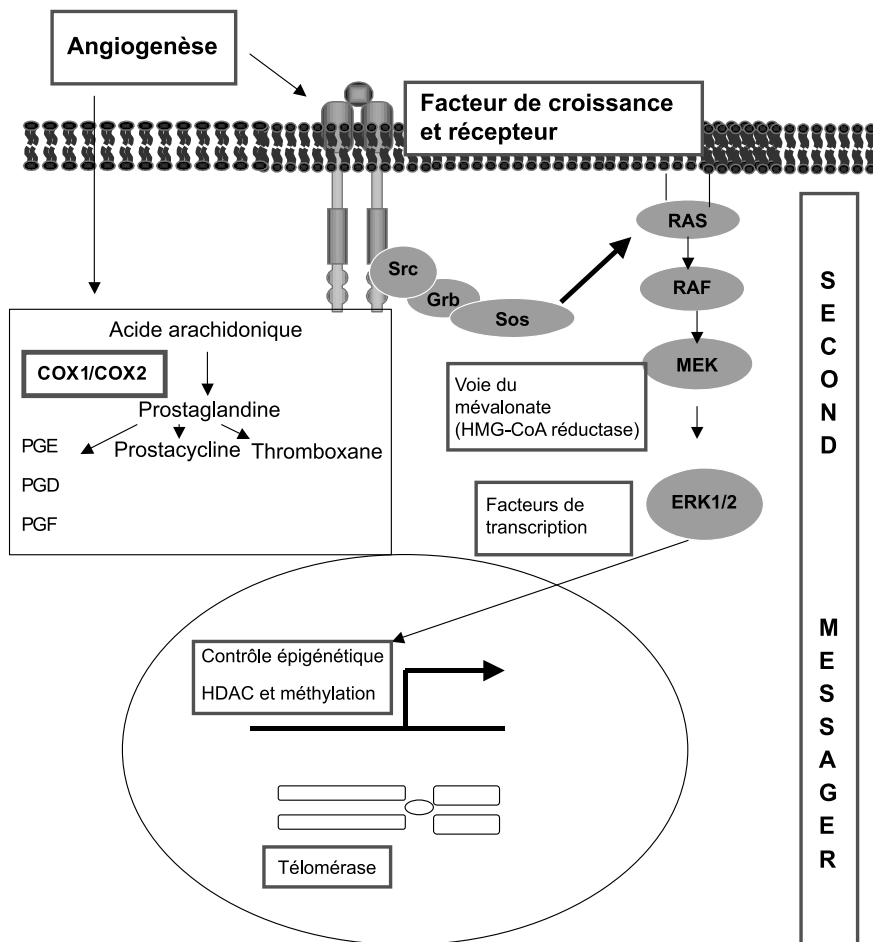 Angiogenèse
Facteur de croissance
et récepteur
RAS
Src
Grb
Sos
RAF
MEK
ERK1/2
Acide arachidonique
COX1/COX2
Prostaglandine
PGE
Prostacycline
Thromboxane
PGD
PGF
Voie du
mévalonate
(HMG-CoA réductase)
Facteurs de
transcription
Contrôle épigénétique
HDAC et méthylation
Télomérase
SECOND
MESSAGER